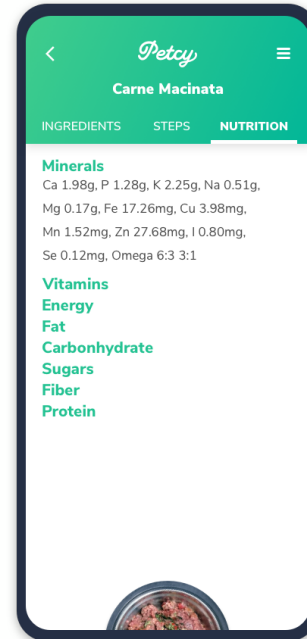 Petcy
Carne Macinata
INGREDIENTS STEPS NUTRITION
Minerals
Ca 1.98g, P 1.28g, K 2.25g, Na 0.51g,
Mg 0.17g, Fe 17.26mg, Cu 3.98mg,
Mn 1.52mg, Zn 27.68mg, I 0.80mg,
Se 0.12mg, Omega 6:3 3:1
Vitamins
Energy
Fat
Carbonhydrate
Sugars
Fiber
Protein